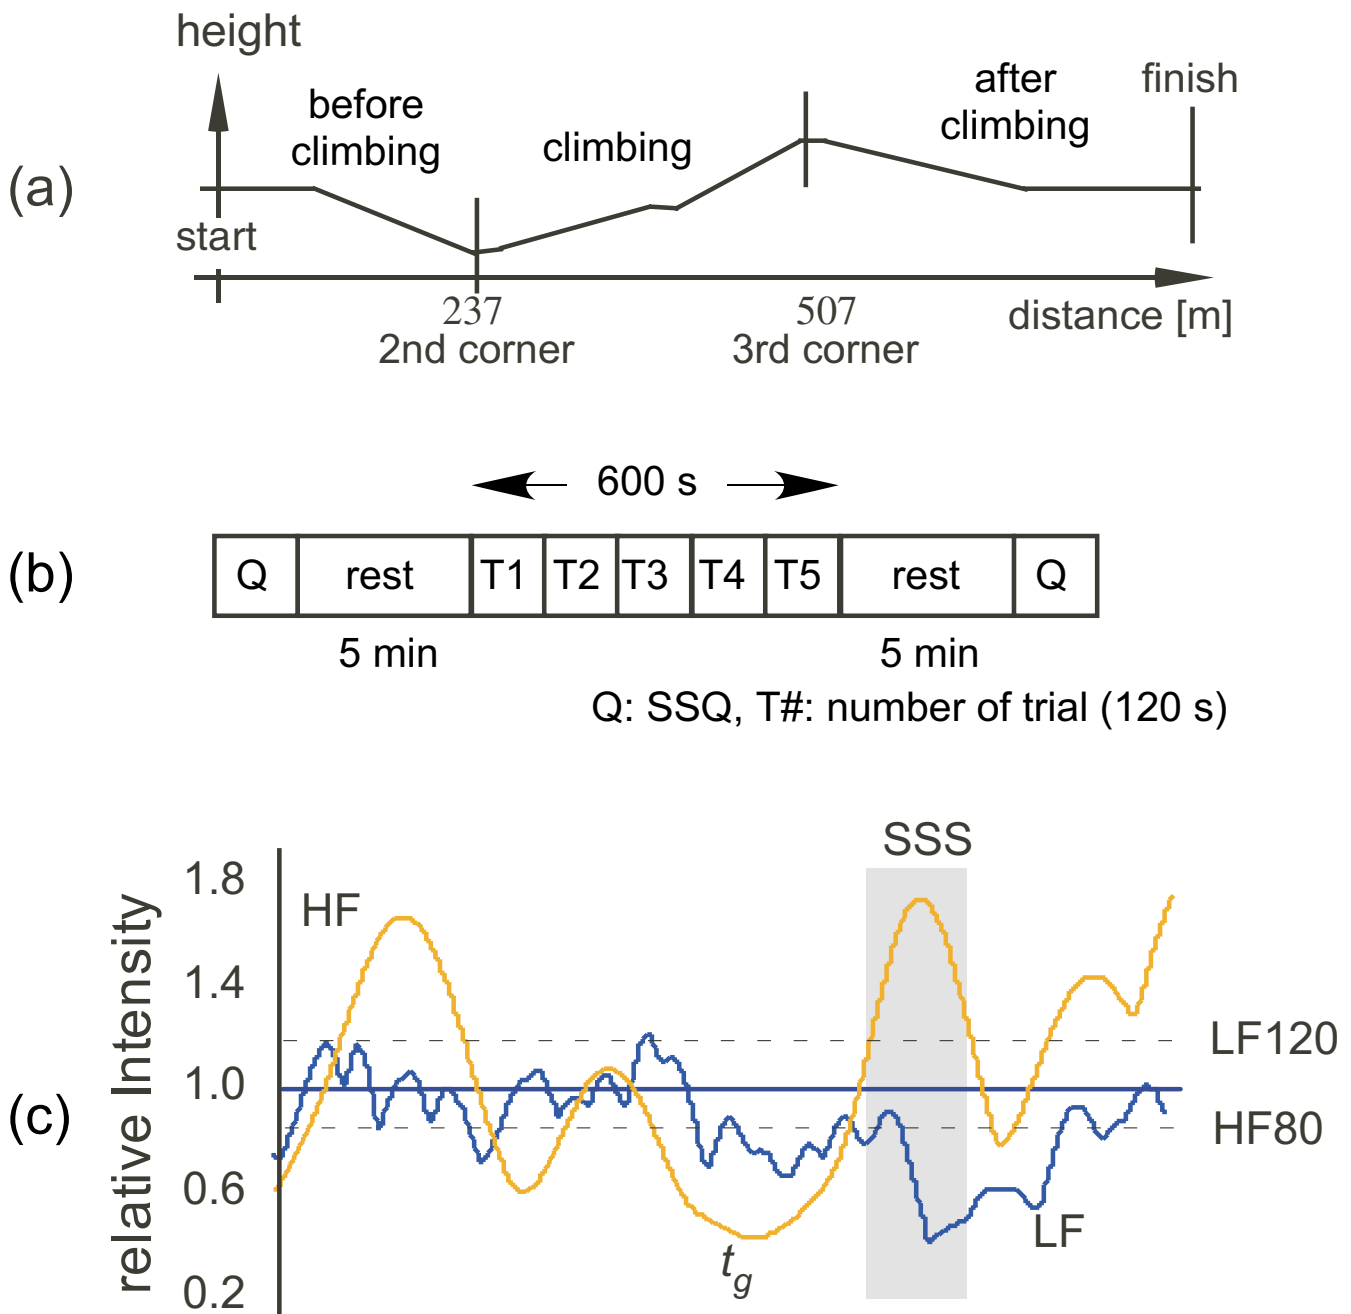 height
before
climbing
climbing
after
climbing
finish
(a)
start
237
507
distance [m]
2nd corner
3rd corner
600 s
(b)
Q rest T1 T2 T3 T4 T5 rest Q
5 min
5 min
Q: SSQ, T#: number of trial (120 s)
SSS
1.8
HF
1.4
LF120
1.0
(c)
HF80
0.6
LF
tg
0.2
relative Intensity